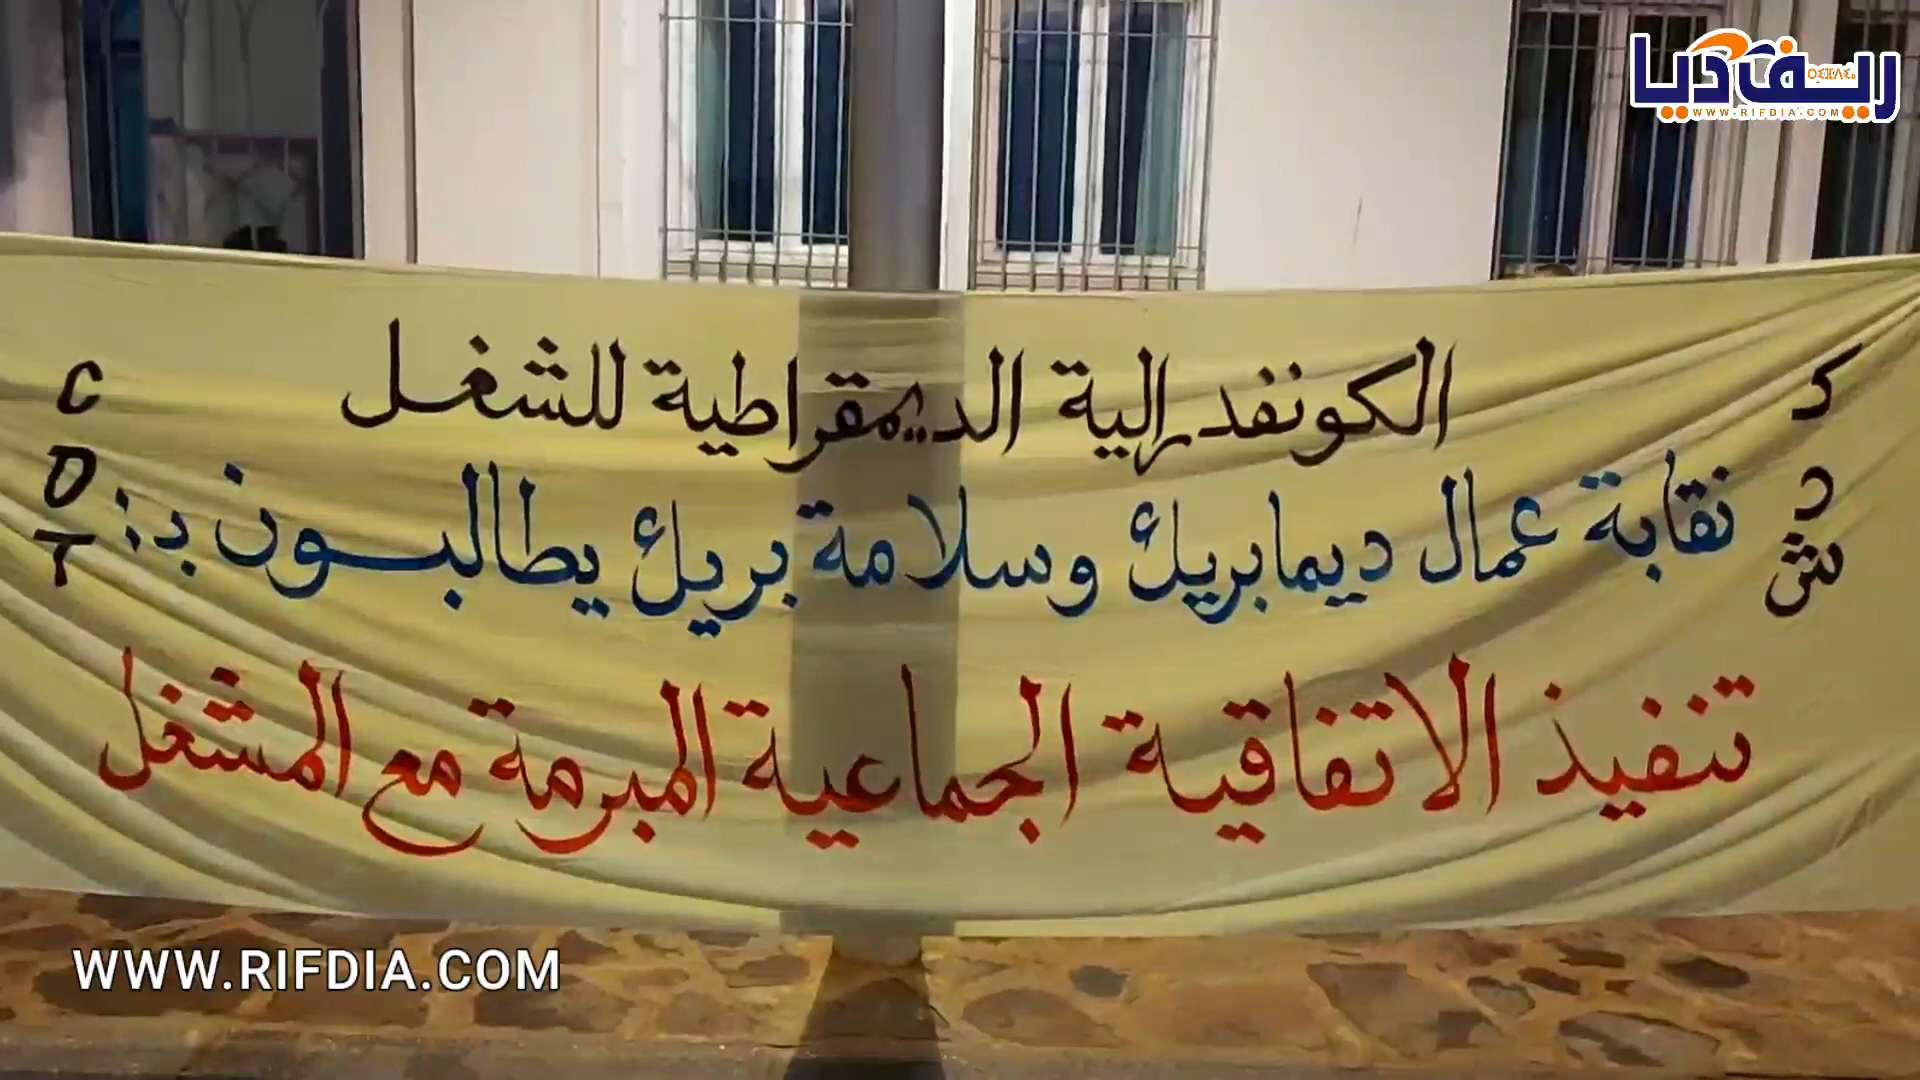 ريف ديا
WWW.RIFDIA.COM
الكونفدرالية الديمقراطية للشغل
نقابة عمال ديمابريك وسلامة بريك يطالبون بـ:
تنفيذ الاتفاقية الجماعية المبرمة مع المشغل
ك
د
ش
C
D
T
WWW.RIFDIA.COM